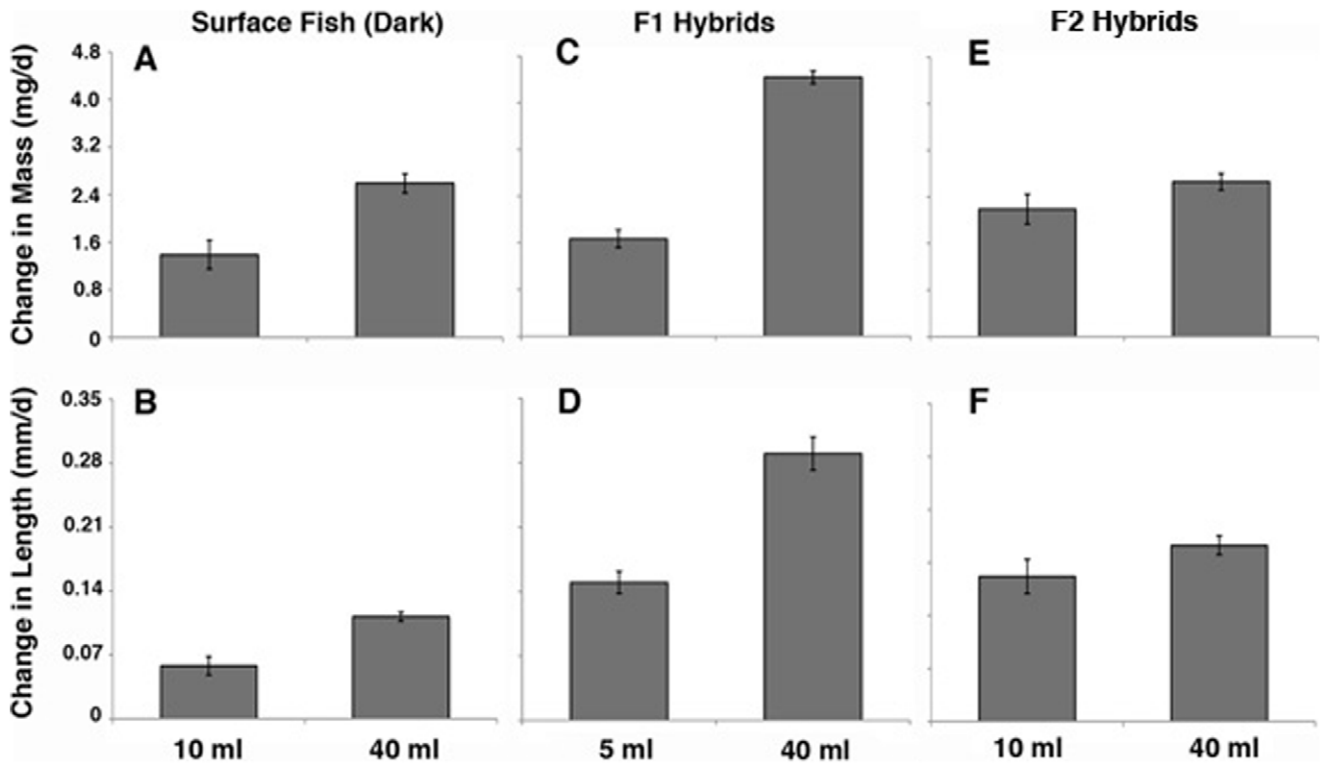 Surface Fish (Dark)
F1 Hybrids
F2 Hybrids
Change in Mass (mg/d)
4.8
4.0
3.2
2.4
1.6
0.8
0
A
C
E
Change in Length (mm/d)
0.35
0.28
0.21
0.14
0.07
0
B
D
F
10 ml
40 ml
5 ml
40 ml
10 ml
40 ml